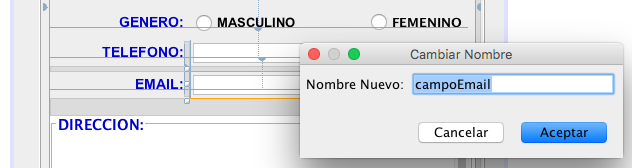 GENERO: MASCULINO FEMENINO
TELEFONO:
EMAIL:
DIRECCION:
Cambiar Nombre
Nombre Nuevo: campoEmail
Cancelar Aceptar